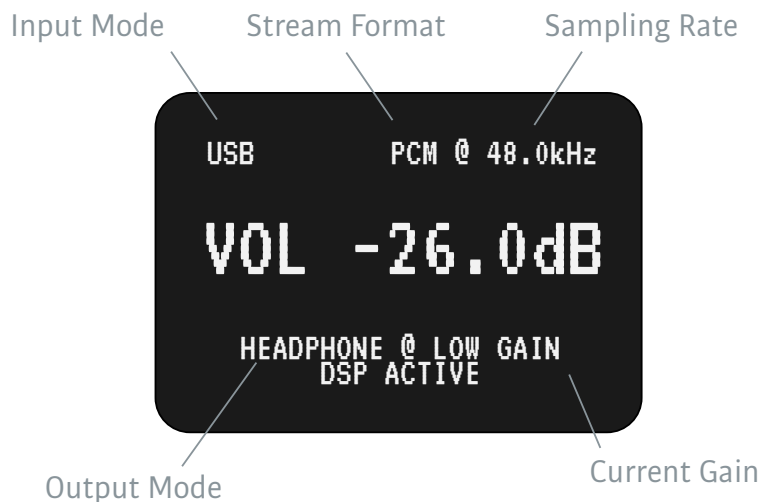 Input Mode Stream Format Sampling Rate
USB PCM @ 48.0kHz
VOL -26.0dB
HEADPHONE @ LOW GAIN
DSP ACTIVE
Current Gain
Output Mode